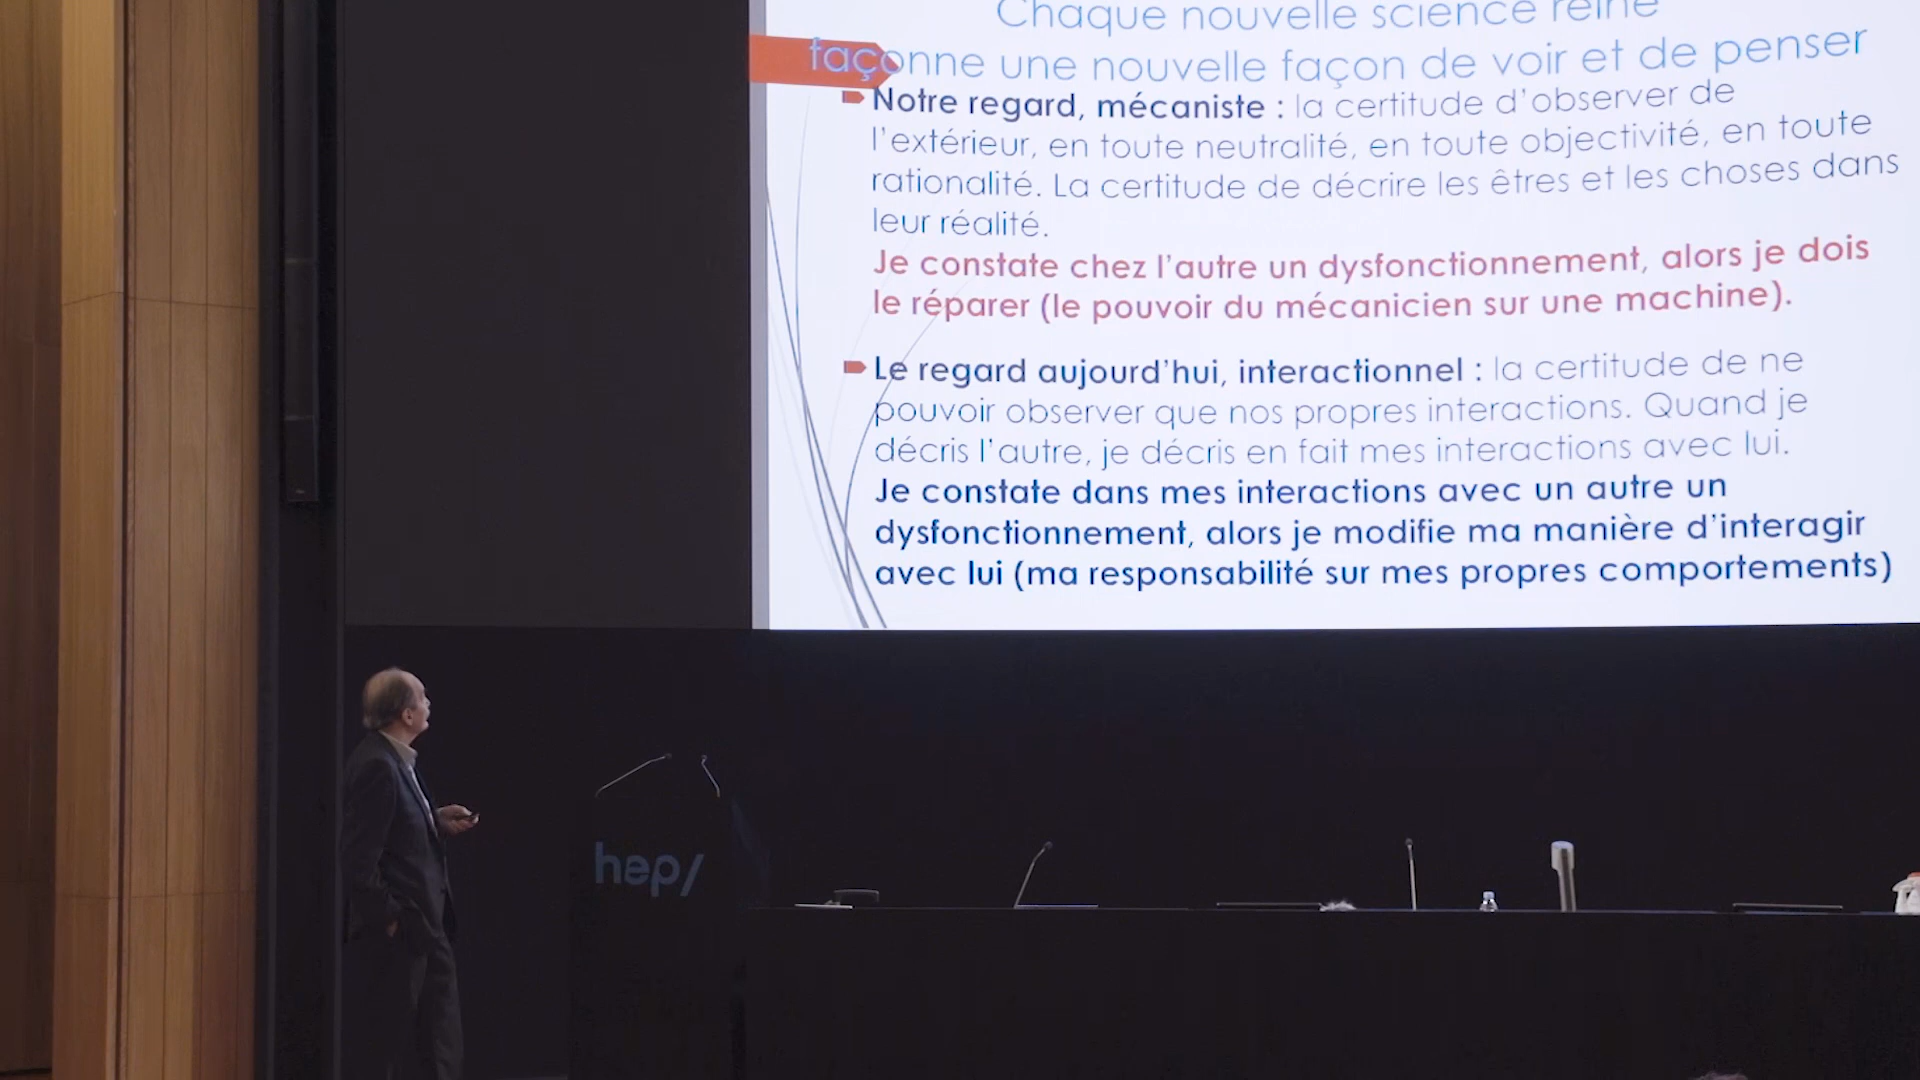 Chaque nouvelle science reine
façonne une nouvelle façon de voir et de penser
Notre regard, mécaniste : la certitude d'observer de
l'extérieur, en toute neutralité, en toute objectivité, en toute
rationalité. La certitude de décrire les êtres et les choses dans
leur réalité.
Je constate chez l'autre un dysfonctionnement, alors je dois
le réparer (le pouvoir du mécanicien sur une machine).
Le regard aujourd'hui, interactionnel : la certitude de ne
pouvoir observer que nos propres interactions. Quand je
décris l'autre, je décris en fait mes interactions avec lui.
Je constate dans mes interactions avec un autre un
dysfonctionnement, alors je modifie ma manière d'interagir
avec lui (ma responsabilité sur mes propres comportements)
hep/